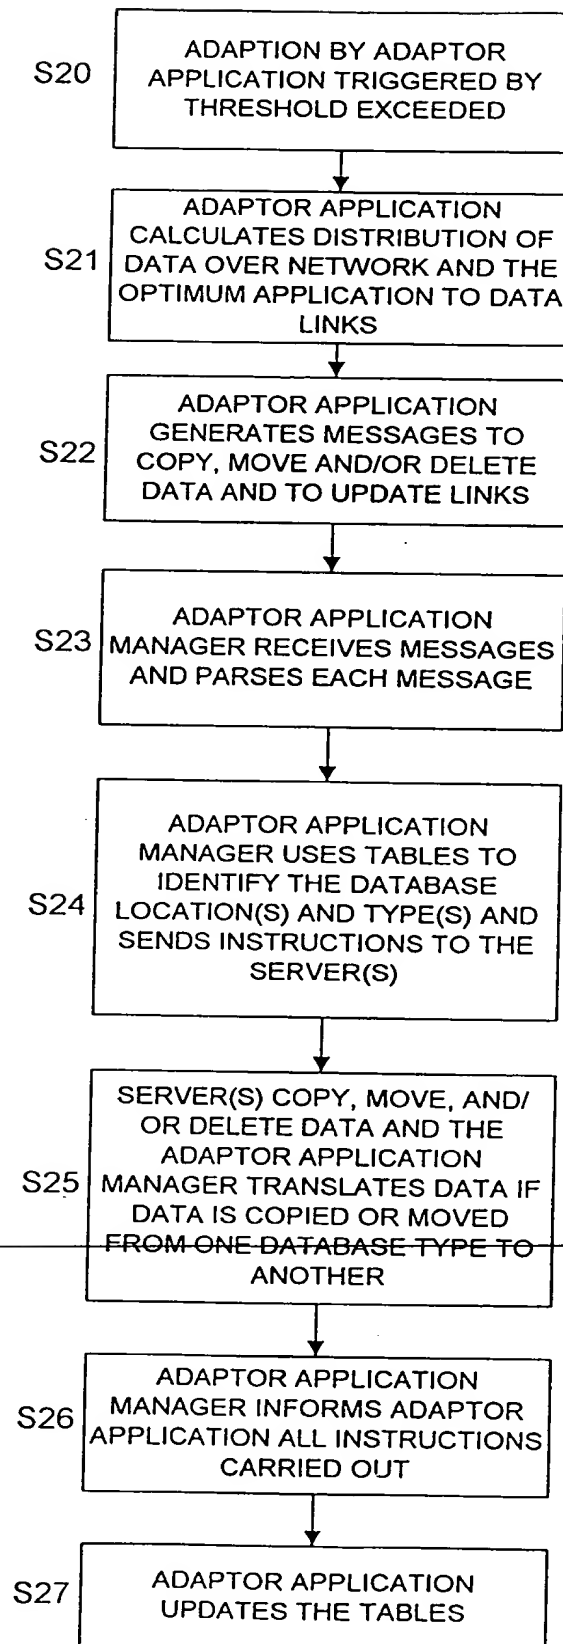 S20
ADAPTION BY ADAPTOR
APPLICATION TRIGGERED BY
THRESHOLD EXCEEDED
S21
ADAPTOR APPLICATION
CALCULATES DISTRIBUTION OF
DATA OVER NETWORK AND THE
OPTIMUM APPLICATION TO DATA
LINKS
S22
ADAPTOR APPLICATION
GENERATES MESSAGES TO
COPY, MOVE AND/OR DELETE
DATA AND TO UPDATE LINKS
S23
ADAPTOR APPLICATION
MANAGER RECEIVES MESSAGES
AND PARSES EACH MESSAGE
S24
ADAPTOR APPLICATION
MANAGER USES TABLES TO
IDENTIFY THE DATABASE
LOCATION(S) AND TYPE(S) AND
SENDS INSTRUCTIONS TO THE
SERVER(S)
S25
SERVER(S) COPY, MOVE, AND/
OR DELETE DATA AND THE
ADAPTOR APPLICATION
MANAGER TRANSLATES DATA IF
DATA IS COPIED OR MOVED
FROM ONE DATABASE TYPE TO
ANOTHER
S26
ADAPTOR APPLICATION
MANAGER INFORMS ADAPTOR
APPLICATION ALL INSTRUCTIONS
CARRIED OUT
S27
ADAPTOR APPLICATION
UPDATES THE TABLES